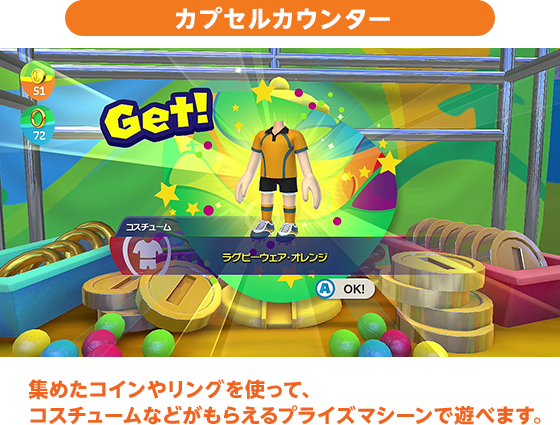 カプセルカウンター
51
72
Get!
コスチューム
ラグビーウェア・オレンジ
A OK!
集めたコインやリングを使って、
コスチュームなどがもらえるプライズマシーンで遊べます。